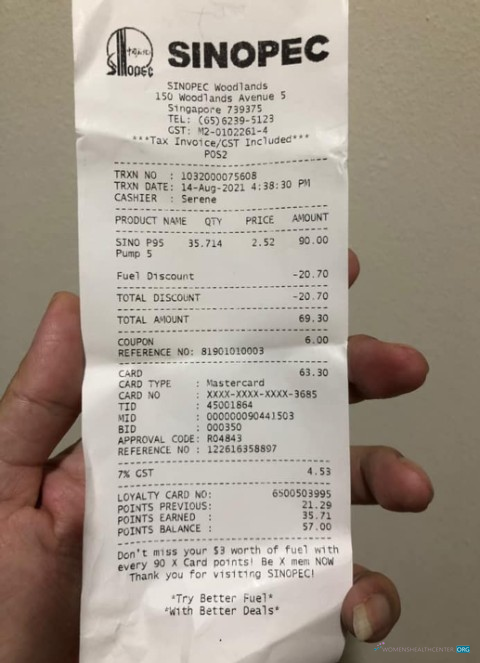 中国石化
SINOPEC
SINOPEC
SINOPEC Woodlands
150 Woodlands Avenue 5
Singapore 739375
TEL: (65)6239-5123
GST: M2-0102261-4
***Tax Invoice/GST Included***
POS2
TRXN NO : 1032000075608
TRXN DATE: 14-Aug-2021 4:38:30 PM
CASHIER : Serene
PRODUCT NAME QTY PRICE AMOUNT
SINO P95 35.714 2.52 90.00
Pump 5
Fuel Discount -20.70
TOTAL DISCOUNT -20.70
TOTAL AMOUNT 69.30
COUPON 6.00
REFERENCE NO: 81901010003
CARD 63.30
CARD TYPE : Mastercard
CARD NO : XXXX-XXXX-XXXX-3685
TID : 45001864
MID : 000000090441503
BID : 000350
APPROVAL CODE: R04843
REFERENCE NO : 122616358897
7% GST 4.53
LOYALTY CARD NO: 6500503995
POINTS PREVIOUS: 21.29
POINTS EARNED : 35.71
POINTS BALANCE : 57.00
Don't miss your $3 worth of fuel with
every 90 X Card points! Be X mem NOW
Thank you for visiting SINOPEC!
*Try Better Fuel*
*With Better Deals*
WOMENSHEALTHCENTER.ORG